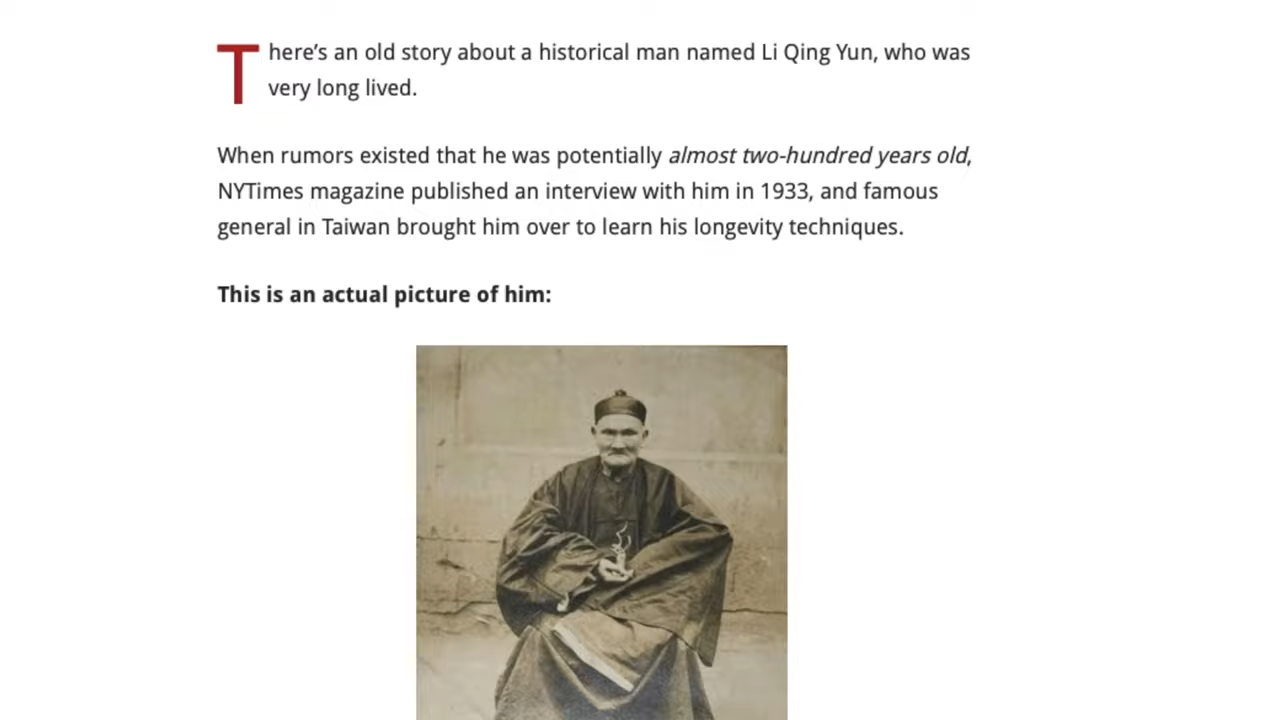 There’s an old story about a historical man named Li Qing Yun, who was
very long lived.
When rumors existed that he was potentially almost two-hundred years old,
NYTimes magazine published an interview with him in 1933, and famous
general in Taiwan brought him over to learn his longevity techniques.
This is an actual picture of him: